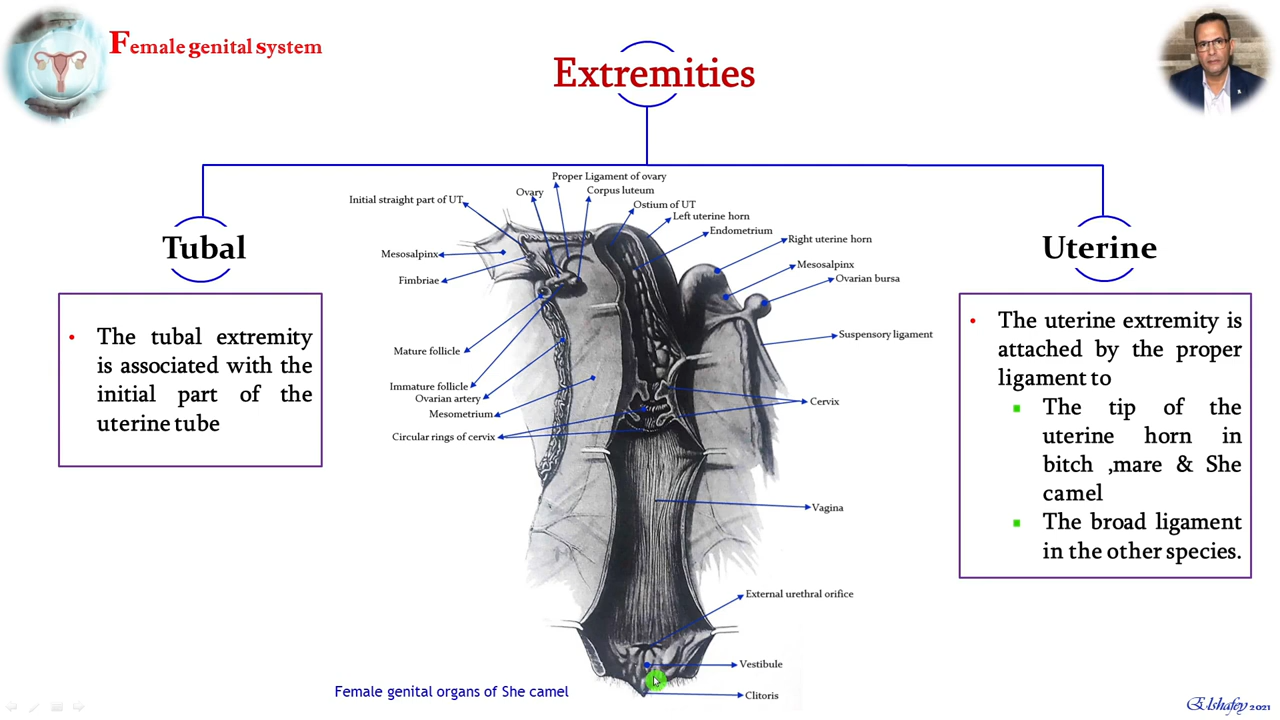 Female genital system
Extremities
Tubal
• The tubal extremity
is associated with the
initial part of the
uterine tube
Proper Ligament of ovary
Ovary
Corpus luteum
Initial straight part of UT
Ostium of UT
Left uterine horn
Endometrium
Right uterine horn
Mesosalpinx
Mesosalpinx
Ovarian bursa
Fimbriae
Suspensory ligament
Mature follicle
Immature follicle
Ovarian artery
Cervix
Mesometrium
Circular rings of cervix
Vagina
External urethral orifice
Vestibule
Clitoris
Female genital organs of She camel
Uterine
• The uterine extremity is
attached by the proper
ligament to
▪ The tip of the
uterine horn in
bitch ,mare & She
camel
▪ The broad ligament
in the other species.
Elshafey 2021